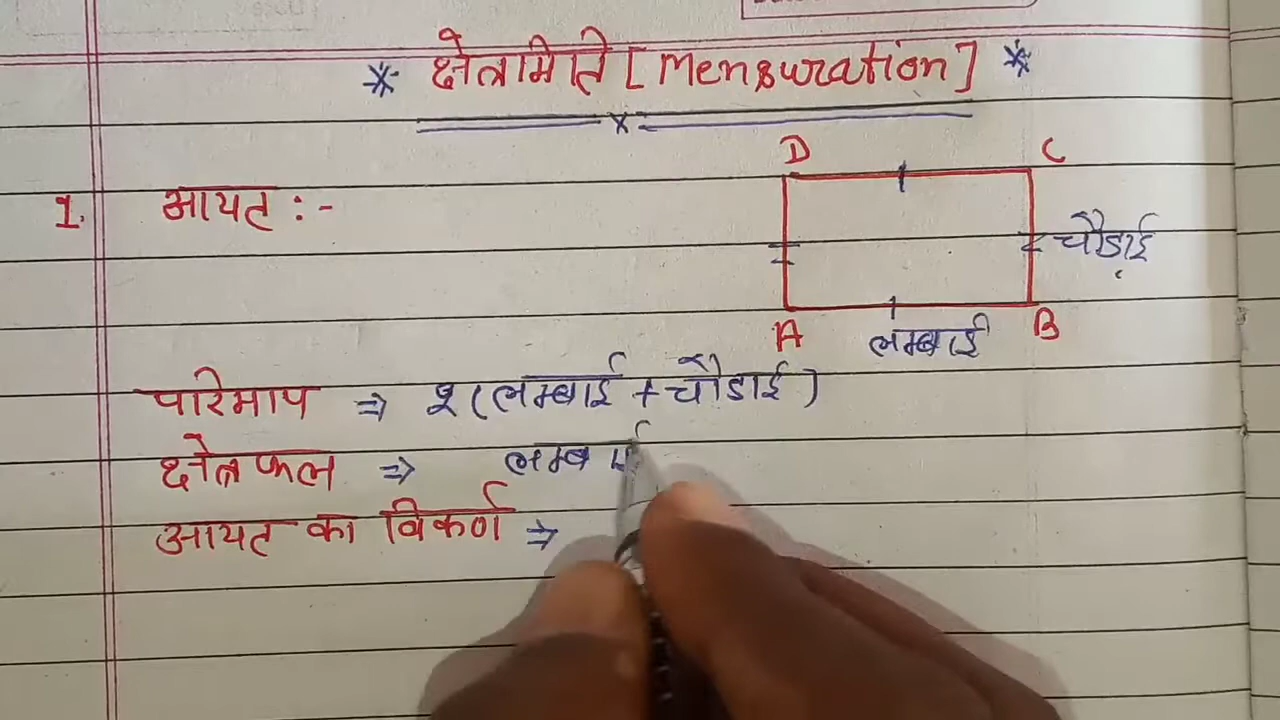 * क्षेत्रमिति [Mensuration] *
x
D C
1. आयत :-
चौडाई
A B
लम्बाई
परिमाप ⇒ 2(लम्बाई + चौडाई)
क्षेत्रफल ⇒ लम्बाई
आयत का विकर्ण ⇒